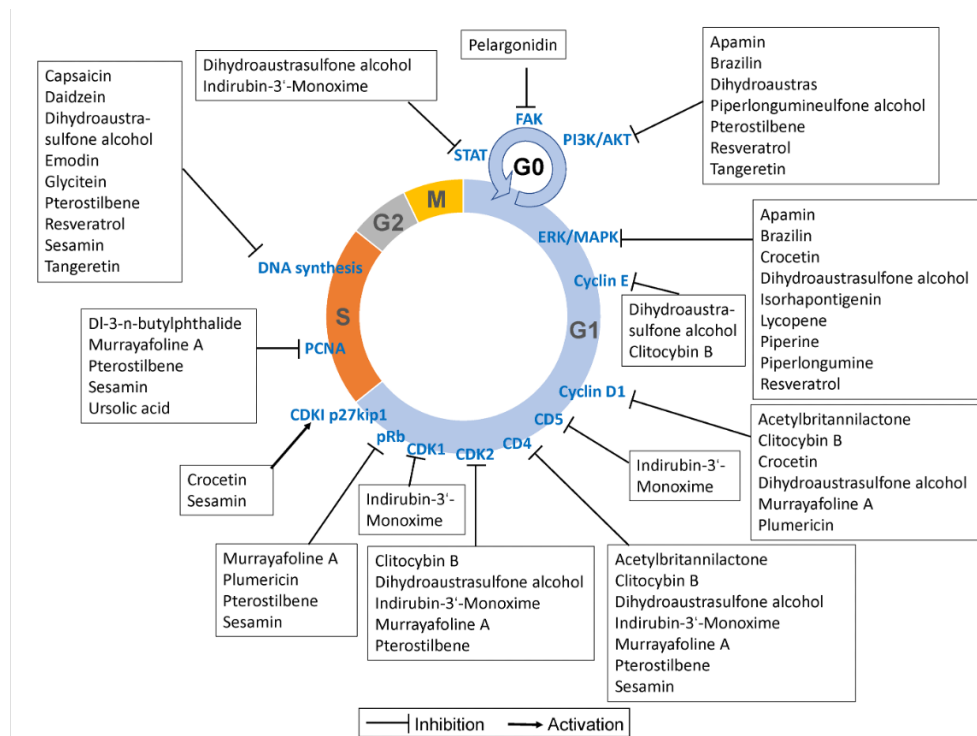 Pelargonidin
Dihydroaustrasulfone alcohol
Indirubin-3‘-Monoxime
Apamin
Brazilin
Dihydroaustras
Piperlongumineulfone alcohol
Pterostilbene
Resveratrol
Tangeretin
Capsaicin
Daidzein
Dihydroaustra-
sulfone alcohol
Emodin
Glycitein
Pterostilbene
Resveratrol
Sesamin
Tangeretin
FAK
PI3K/AKT
STAT
G0
M
G2
S
G1
ERK/MAPK
Apamin
Brazilin
Crocetin
Dihydroaustrasulfone alcohol
Isorhapontigenin
Lycopene
Piperine
Piperlongumine
Resveratrol
DNA synthesis
Cyclin E
Dihydroaustra-
sulfone alcohol
Clitocybin B
Dl-3-n-butylphthalide
Murrayafoline A
Pterostilbene
Sesamin
Ursolic acid
PCNA
Cyclin D1
Acetylbritannilactone
Clitocybin B
Crocetin
Dihydroaustrasulfone alcohol
Murrayafoline A
Plumericin
CDKI p27kip1
pRb
CDK1
CDK2
CD4
CD5
Crocetin
Sesamin
Indirubin-3‘-
Monoxime
Indirubin-3‘-
Monoxime
Murrayafoline A
Plumericin
Pterostilbene
Sesamin
Clitocybin B
Dihydroaustrasulfone alcohol
Indirubin-3‘-Monoxime
Murrayafoline A
Pterostilbene
Acetylbritannilactone
Clitocybin B
Dihydroaustrasulfone alcohol
Indirubin-3‘-Monoxime
Murrayafoline A
Pterostilbene
Sesamin
Inhibition
Activation